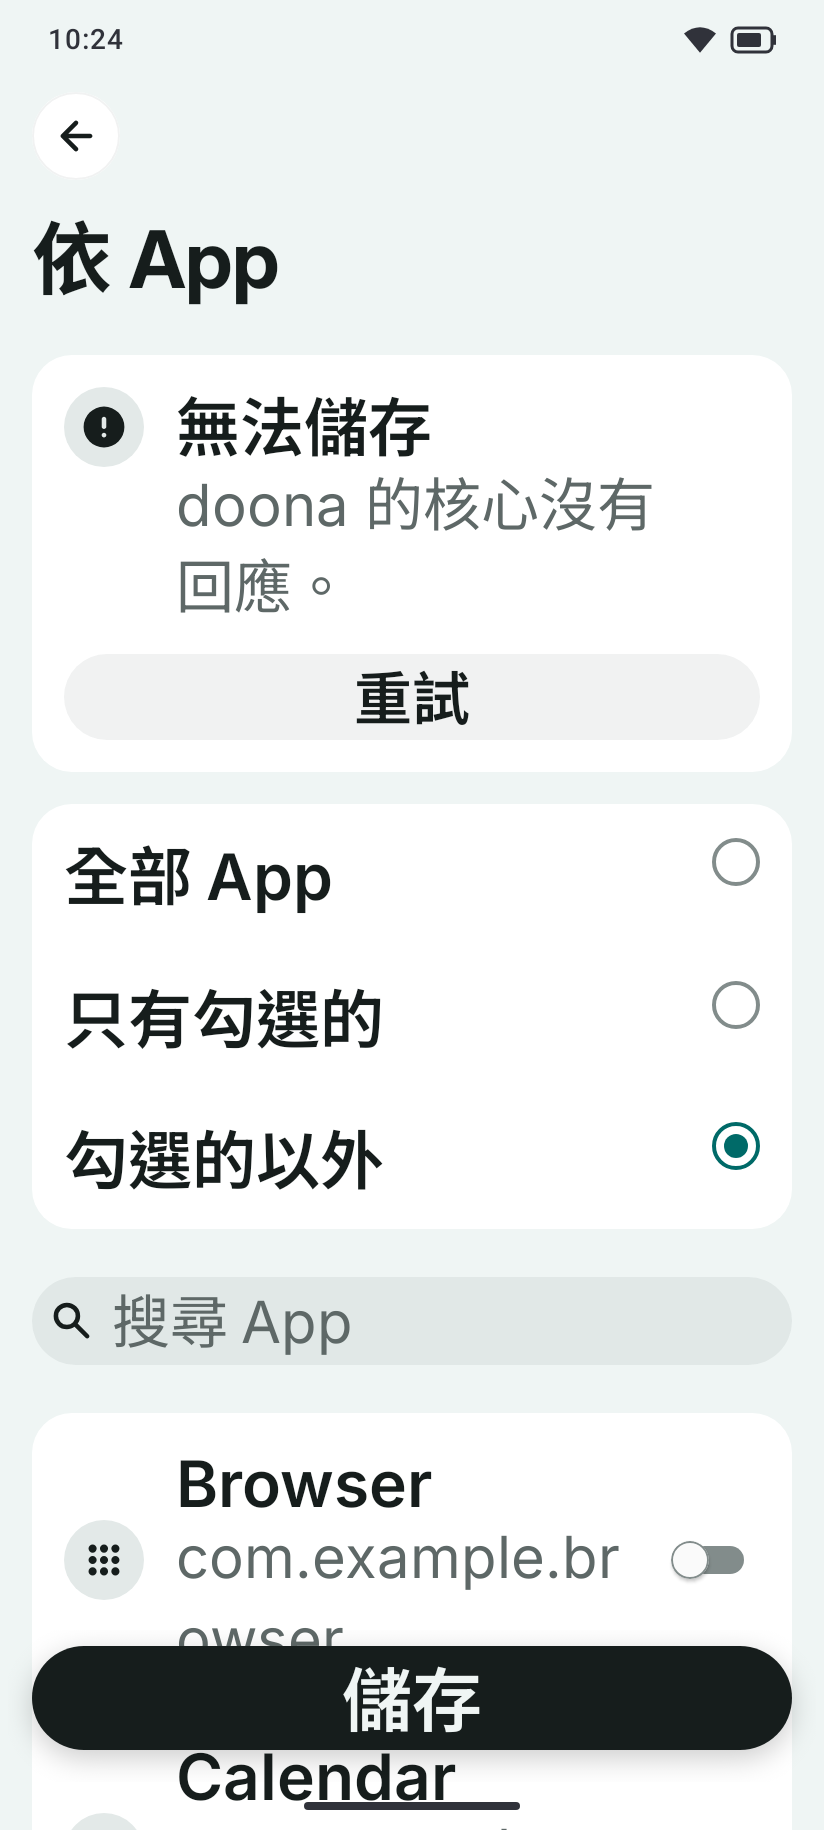 10:24
依 App
無法儲存
doona 的核心沒有
回應。
重試
全部 App
只有勾選的
勾選的以外
搜尋 App
Browser
com.example.br
owser
儲存
Calendar